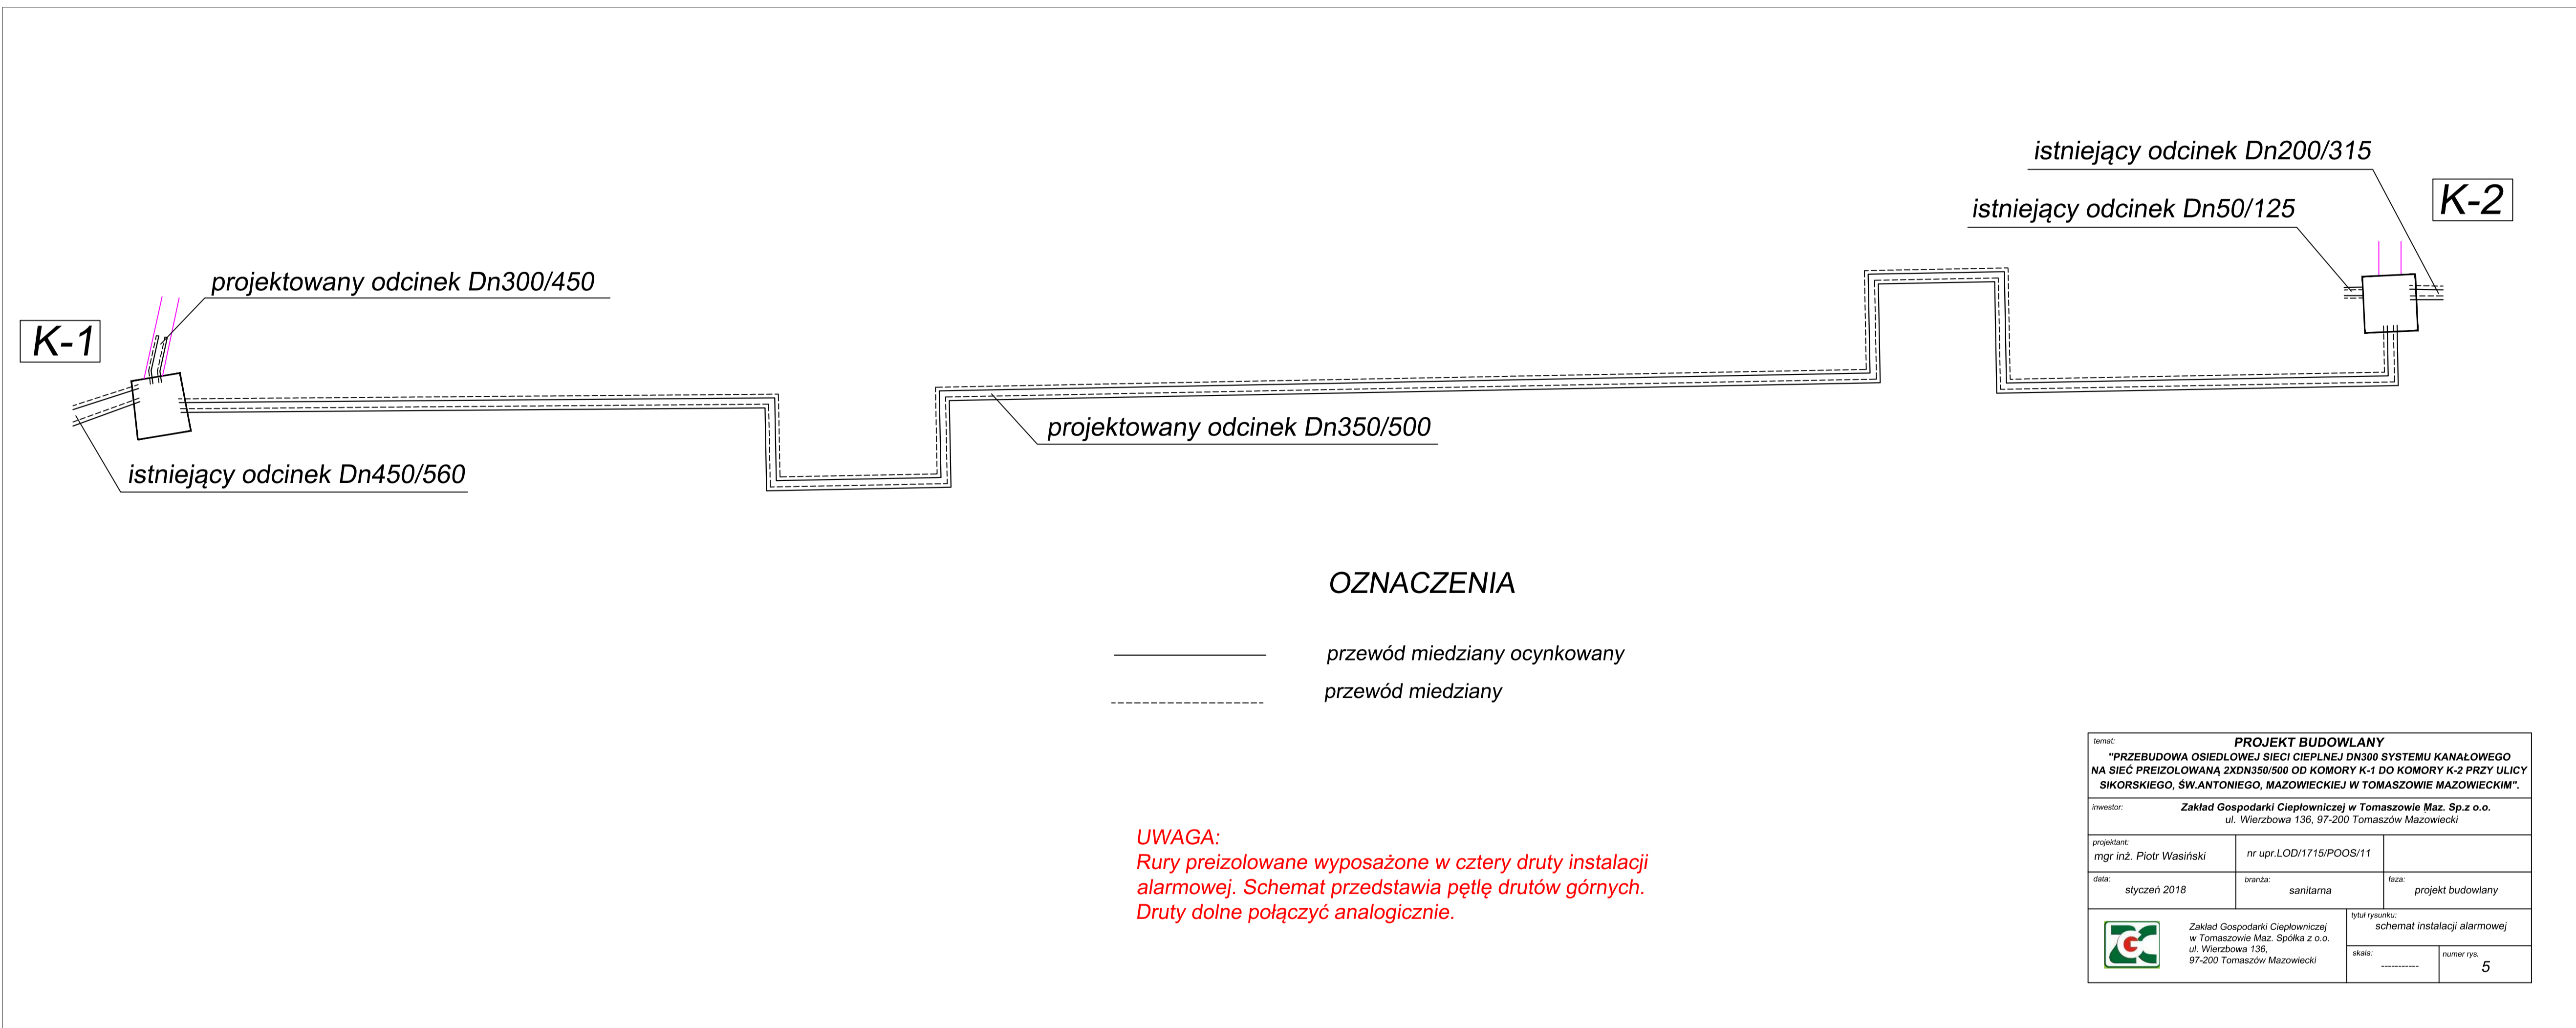 istniejący odcinek Dn200/315
K-2
istniejący odcinek Dn50/125
projektowany odcinek Dn300/450
K-1
projektowany odcinek Dn350/500
istniejący odcinek Dn450/560
OZNACZENIA
przewód miedziany ocynkowany
przewód miedziany
UWAGA:
Rury preizolowane wyposażone w cztery druty instalacji
alarmowej. Schemat przedstawia pętlę drutów górnych.
Druty dolne połączyć analogicznie.
temat:
PROJEKT BUDOWLANY
"PRZEBUDOWA OSIEDLOWEJ SIECI CIEPLNEJ DN300 SYSTEMU KANAŁOWEGO
NA SIEĆ PREIZOLOWANĄ 2XDN350/500 OD KOMORY K-1 DO KOMORY K-2 PRZY ULICY
SIKORSKIEGO, ŚW.ANTONIEGO, MAZOWIECKIEJ W TOMASZOWIE MAZOWIECKIM".
inwestor:
Zakład Gospodarki Ciepłowniczej w Tomaszowie Maz. Sp.z o.o.
ul. Wierzbowa 136, 97-200 Tomaszów Mazowiecki
projektant:
mgr inż. Piotr Wasiński
nr upr.LOD/1715/POOS/11
data:
styczeń 2018
branża:
sanitarna
faza:
projekt budowlany
ZGC
Zakład Gospodarki Ciepłowniczej
w Tomaszowie Maz. Spółka z o.o.
ul. Wierzbowa 136,
97-200 Tomaszów Mazowiecki
tytuł rysunku:
schemat instalacji alarmowej
skala:
-----------
numer rys.
5